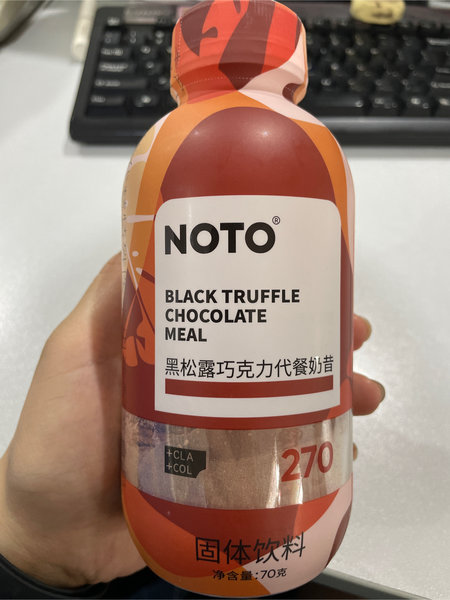 NOTO®
BLACK TRUFFLE
CHOCOLATE
MEAL
黑松露巧克力代餐奶昔
+CLA
+COL
270
固体饮料
净含量:70克